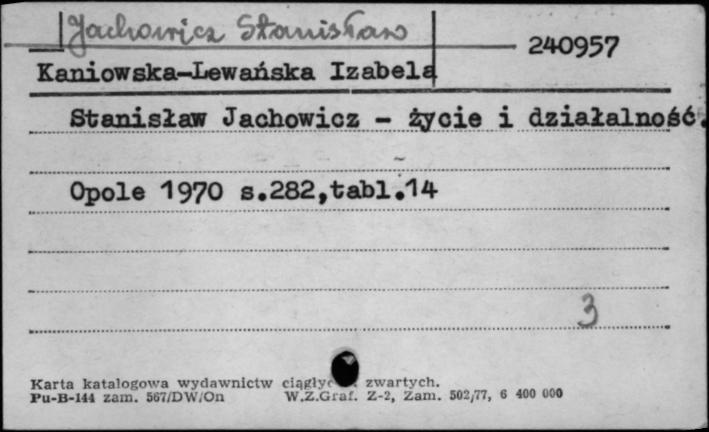 Jachowicz Stanisław
240957
Kaniowska-Lewańska Izabela
Stanisław Jachowicz - życie i działalność.
Opole 1970 s.282,tabl.14
3
Karta katalogowa wydawnictw zwartych.
Pu-B-144 zam. 567/DW/On W.Z.Graf. Z-2, Zam. 502/77, 6 400 000